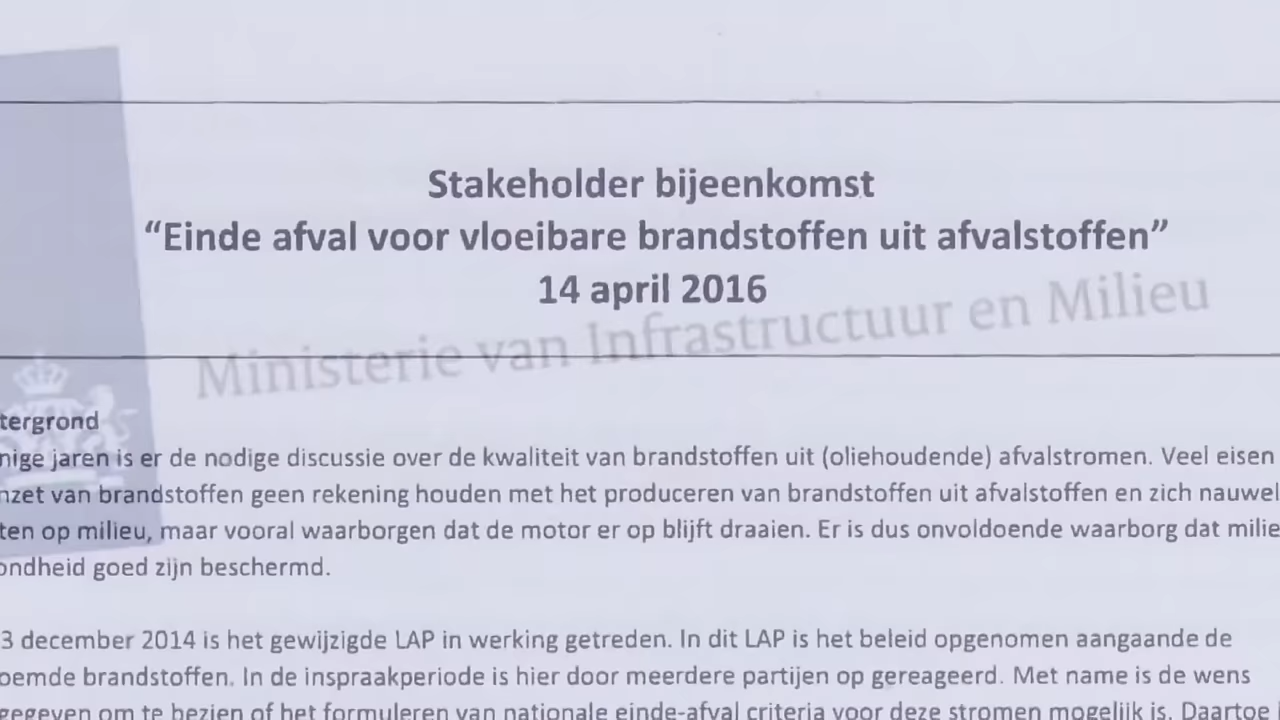 Stakeholder bijeenkomst
“Einde afval voor vloeibare brandstoffen uit afvalstoffen”
14 april 2016
Ministerie van Infrastructuur en Milieu
tergrond
nige jaren is er de nodige discussie over de kwaliteit van brandstoffen uit (oliehoudende) afvalstromen. Veel eisen
nzet van brandstoffen geen rekening houden met het produceren van brandstoffen uit afvalstoffen en zich nauwel
ten op milieu, maar vooral waarborgen dat de motor er op blijft draaien. Er is dus onvoldoende waarborg dat milie
ondheid goed zijn beschermd.
3 december 2014 is het gewijzigde LAP in werking getreden. In dit LAP is het beleid opgenomen aangaande de
oemde brandstoffen. In de inspraakperiode is hier door meerdere partijen op gereageerd. Met name is de wens
gegeven om te bezien of het formuleren van nationale einde-afval criteria voor deze stromen mogelijk is. Daartoe